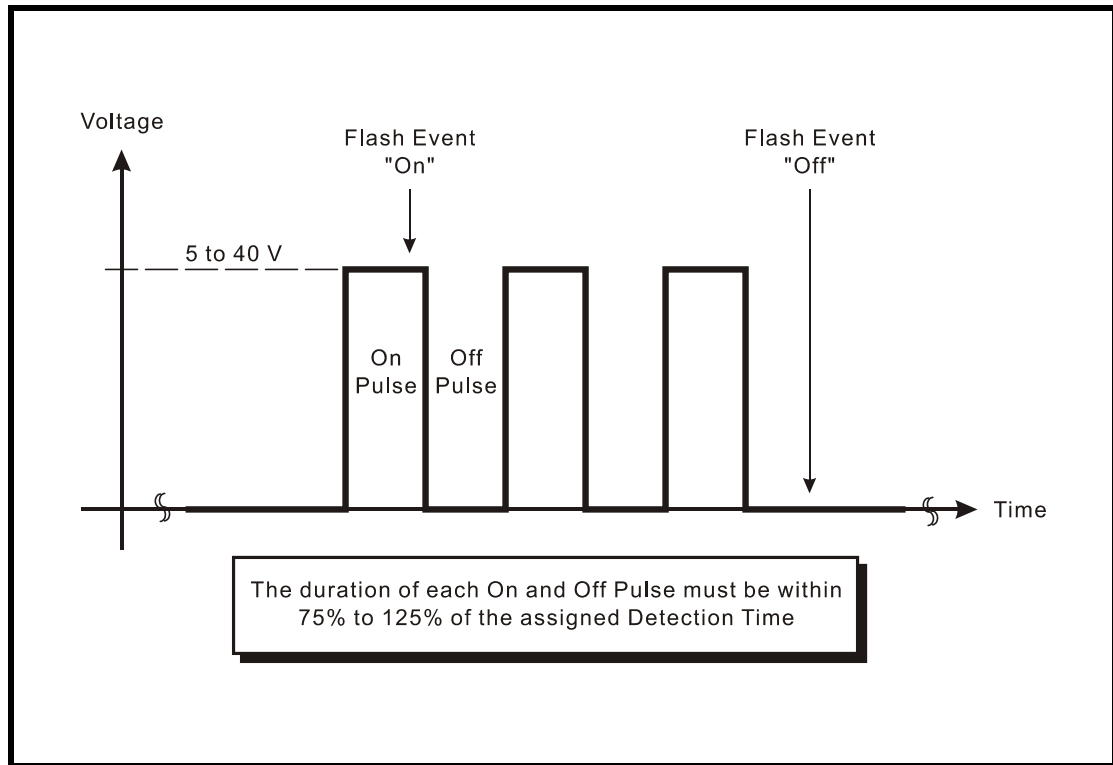 Voltage
Flash Event
"On"
Flash Event
"Off"
5 to 40 V
On
Pulse
Off
Pulse
Time
The duration of each On and Off Pulse must be within
75% to 125% of the assigned Detection Time